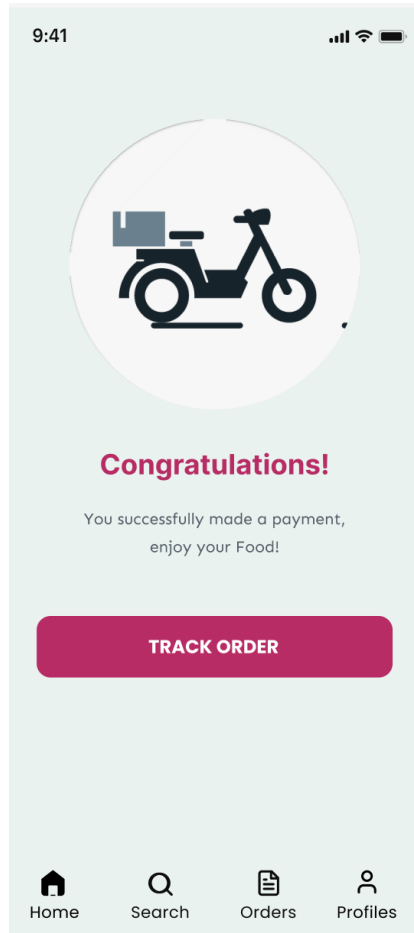 9:41
Congratulations!
You successfully made a payment,
enjoy your Food!
TRACK ORDER
Home Search Orders Profiles